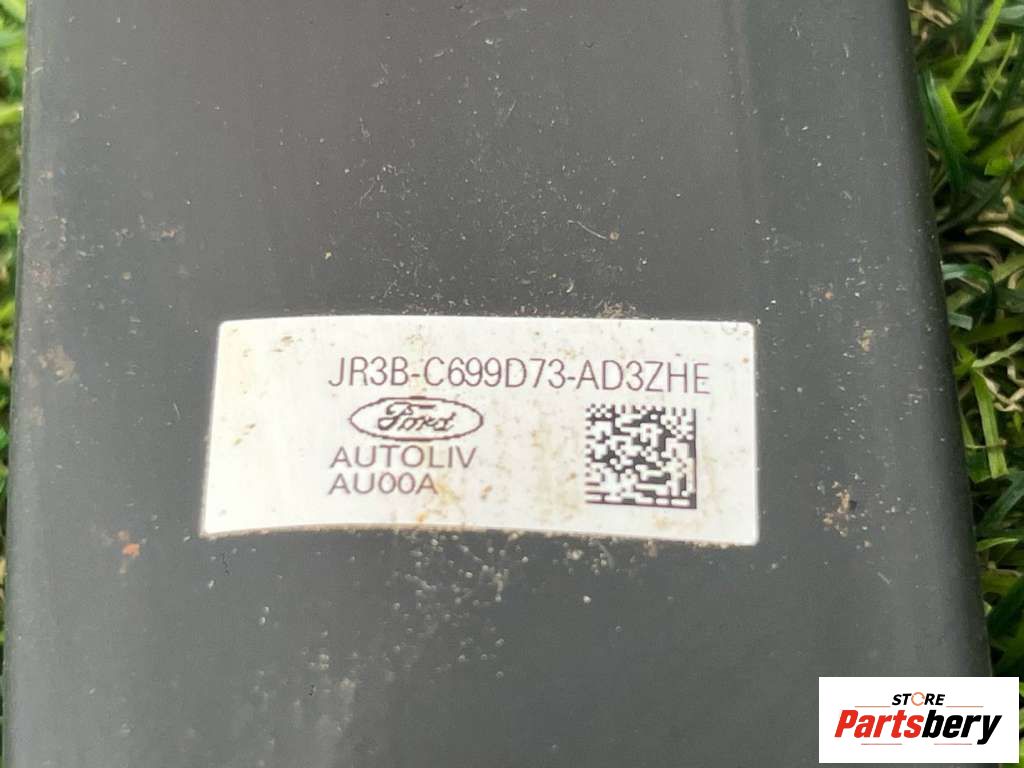 JR3B-C699D73-AD3ZHE
Ford
AUTOLIV
AU00A
STORE
Partsbery